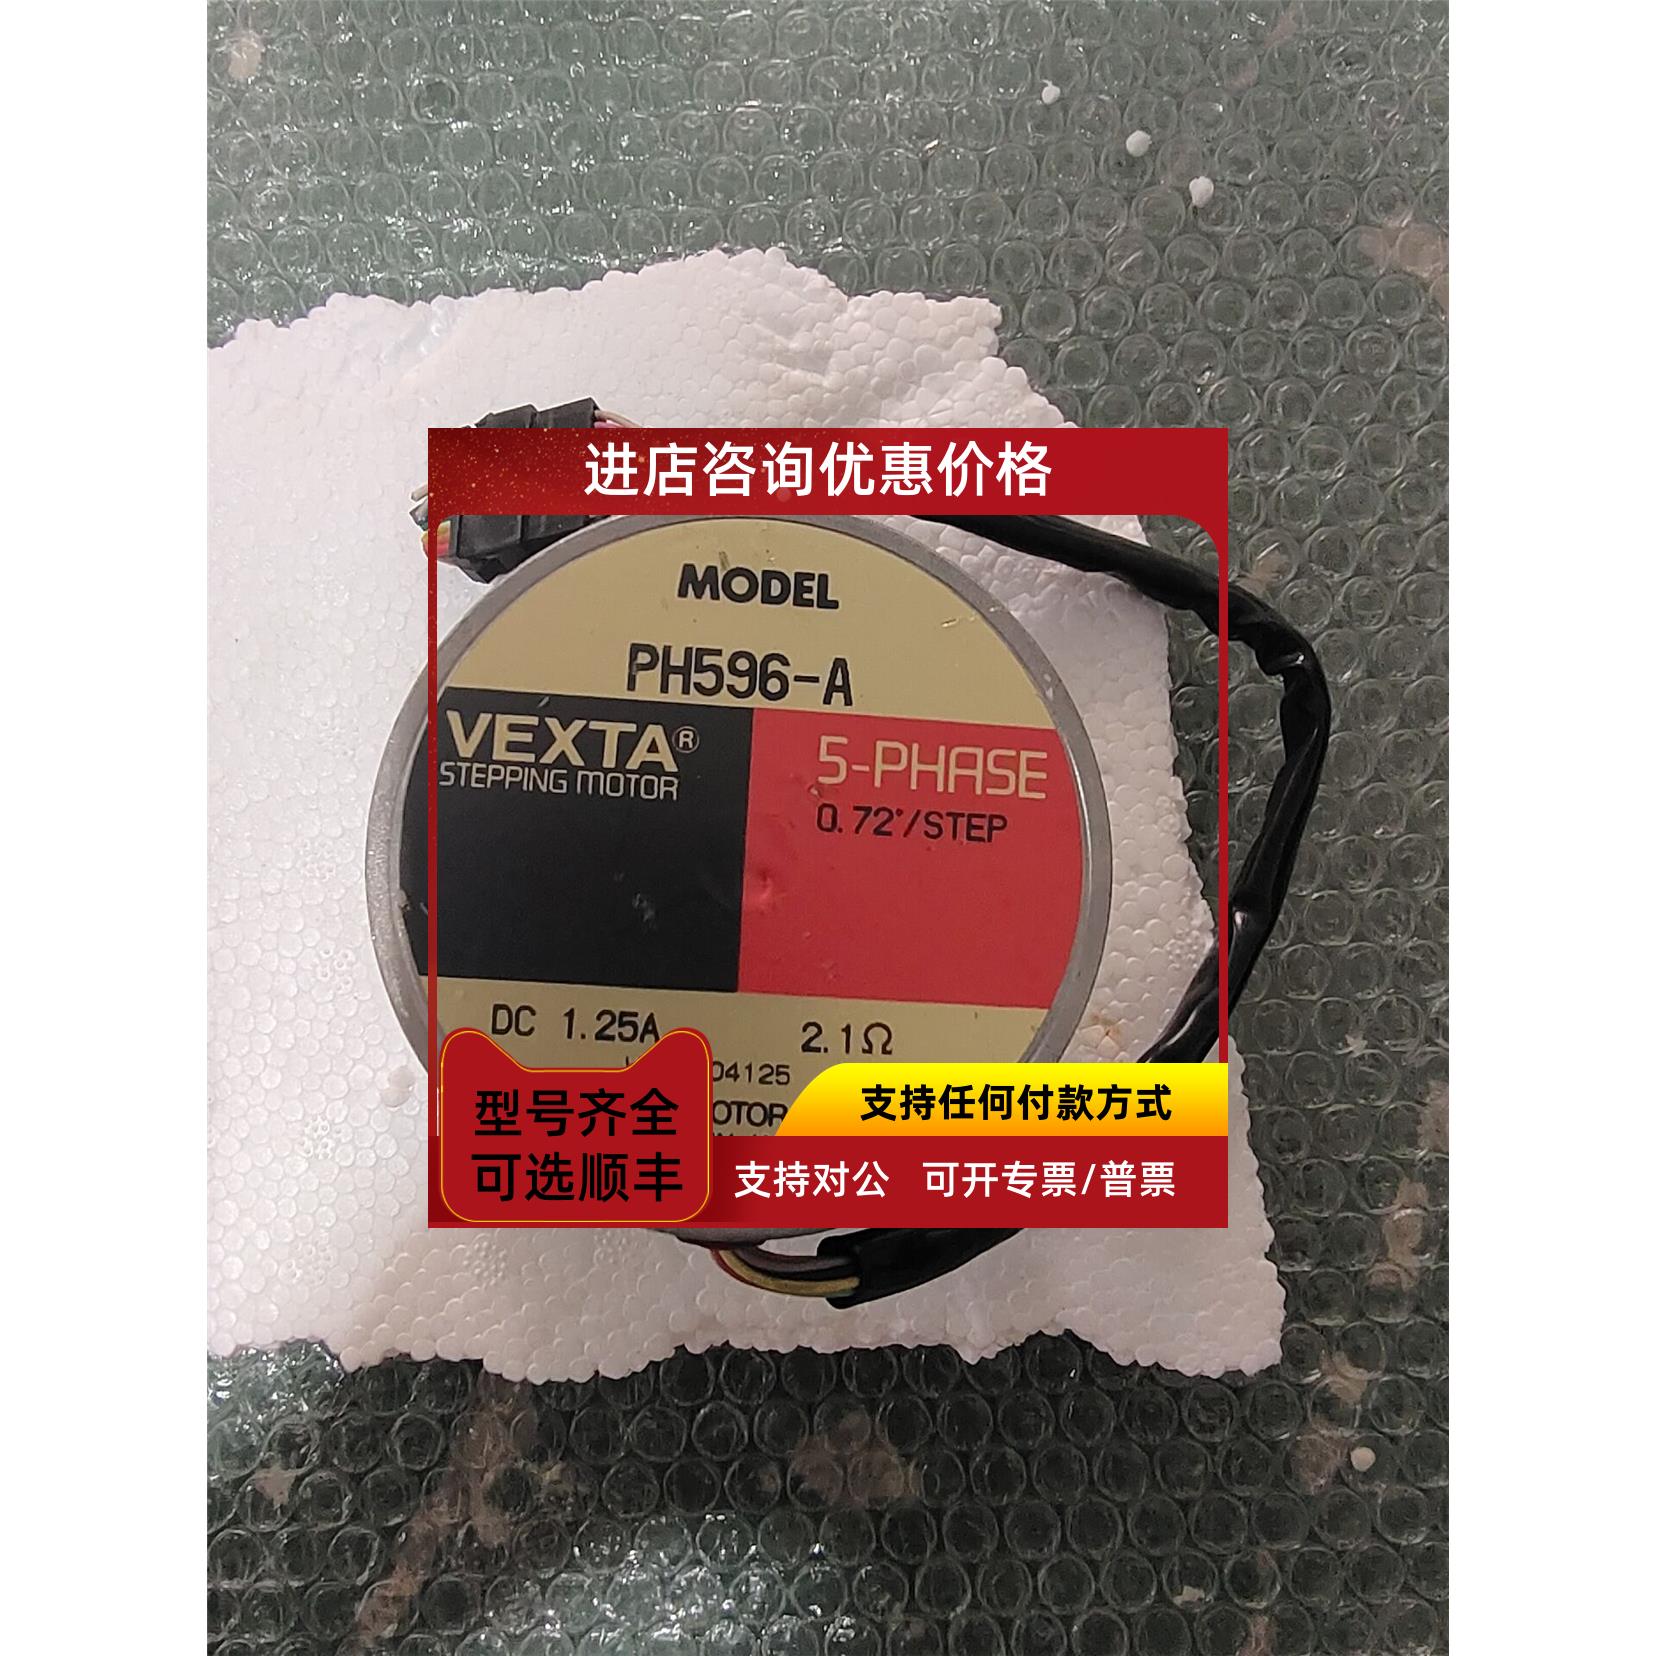 进店咨询优惠价格
MODEL
PH596-A
VEXTA®
STEPPING MOTOR
5-PHASE
0.72°/STEP
DC 1.25A
2.1Ω
04125
型号齐全
可选顺丰
支持任何付款方式
支持对公 可开专票/普票